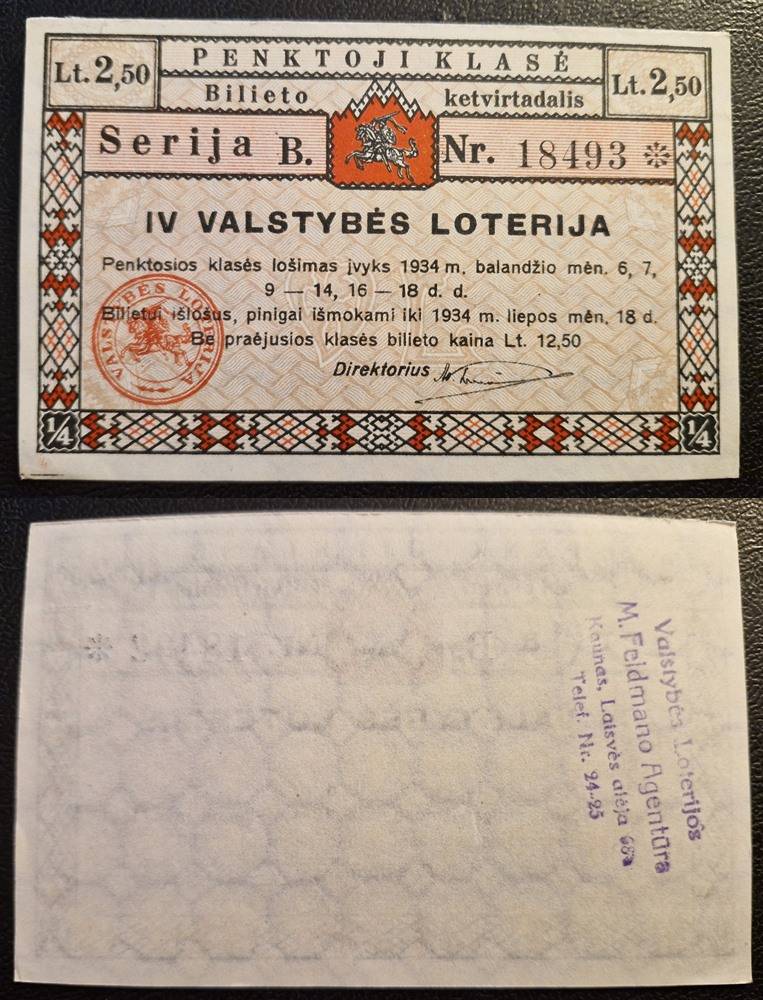 Lt. 2,50
PENKTOJI KLASĖ
Lt. 2,50
Bilieto ketvirtadalis
Serija B. Nr. 18493 ❊
IV VALSTYBĖS LOTERIJA
Penktosios klasės lošimas įvyks 1934 m. balandžio mėn. 6, 7,
9 — 14, 16 — 18 d. d.
Bilietui išlošus, pinigai išmokami iki 1934 m. liepos mėn. 18 d.
Be praėjusios klasės bilieto kaina Lt. 12,50
Direktorius
VALSTYBĖS LOTERIJA
1/4
1/4
Valstybės Loterijos
M. Feldmano Agentūra
Kaunas, Laisvės alėja 68a
Telef. Nr. 24-25